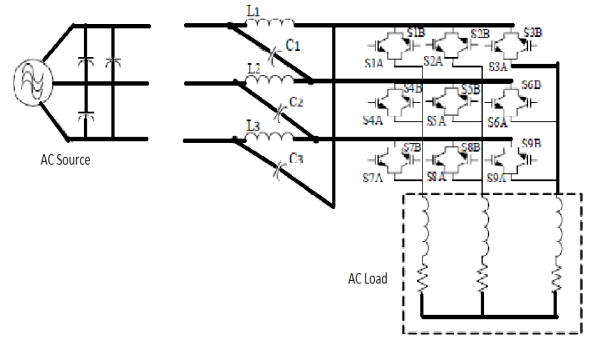 L1
S1B
S2B
S3B
C1
S1A
S2A
S3A
L2
S4B
S5B
S6B
C2
S4A
S5A
S6A
L3
S7B
S8B
S9B
AC Source
C3
S7A
S8A
S9A
AC Load